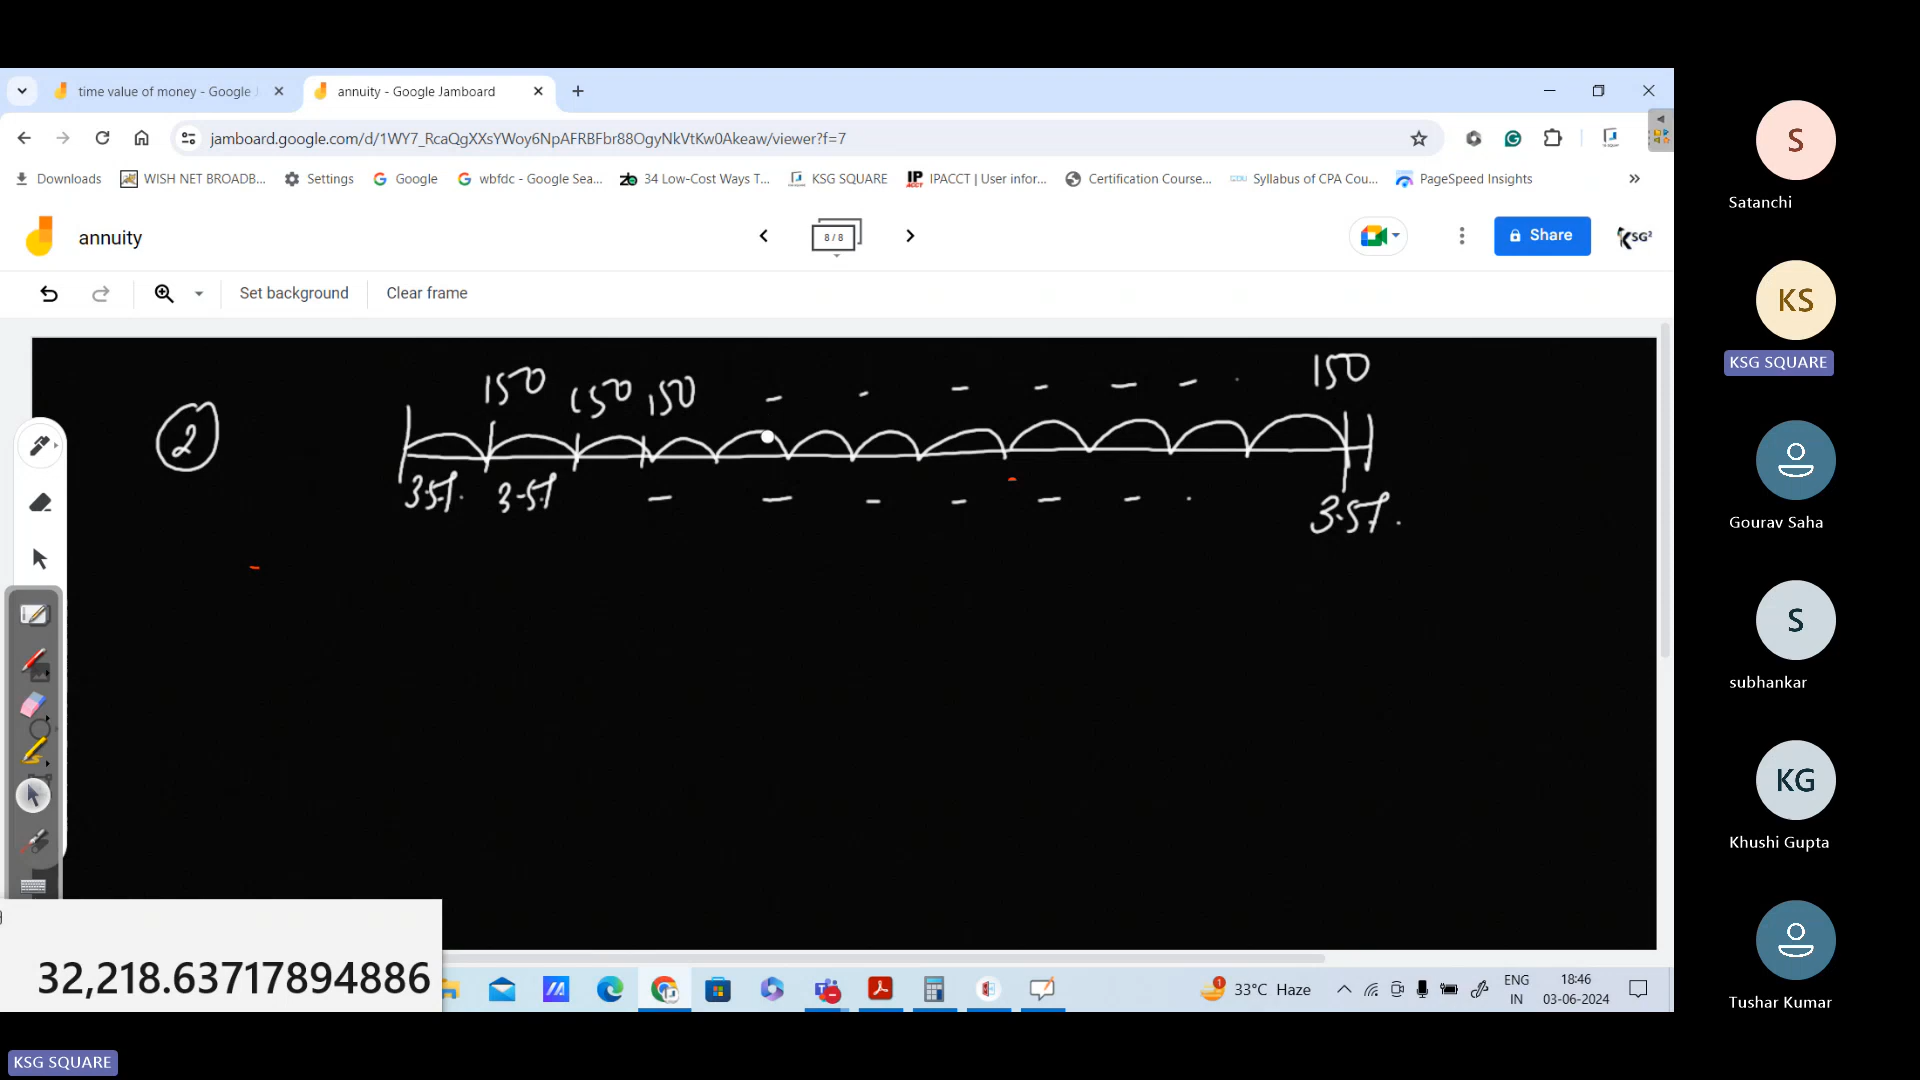 time value of money - Google J
annuity - Google Jamboard
jamboard.google.com/d/1WY7_RcaQgXXsYWoy6NpAFRBFbr88OgyNkVtKw0Akeaw/viewer?f=7
Downloads WISH NET BROADB... Settings Google wbfdc - Google Sea... 34 Low-Cost Ways T... KSG SQUARE IPACCT | User infor... Certification Course... Syllabus of CPA Cou... PageSpeed Insights
annuity
8 / 8
Share
KSG²
Set background Clear frame
150 150 150 - - - - - - . 150
2
3.5%. 3.5% - - - - - - . 3.5%.
32,218.63717894886
33°C Haze
ENG
IN
18:46
03-06-2024
S
Satanchi
KS
KSG SQUARE
Gourav Saha
S
subhankar
KG
Khushi Gupta
Tushar Kumar
KSG SQUARE